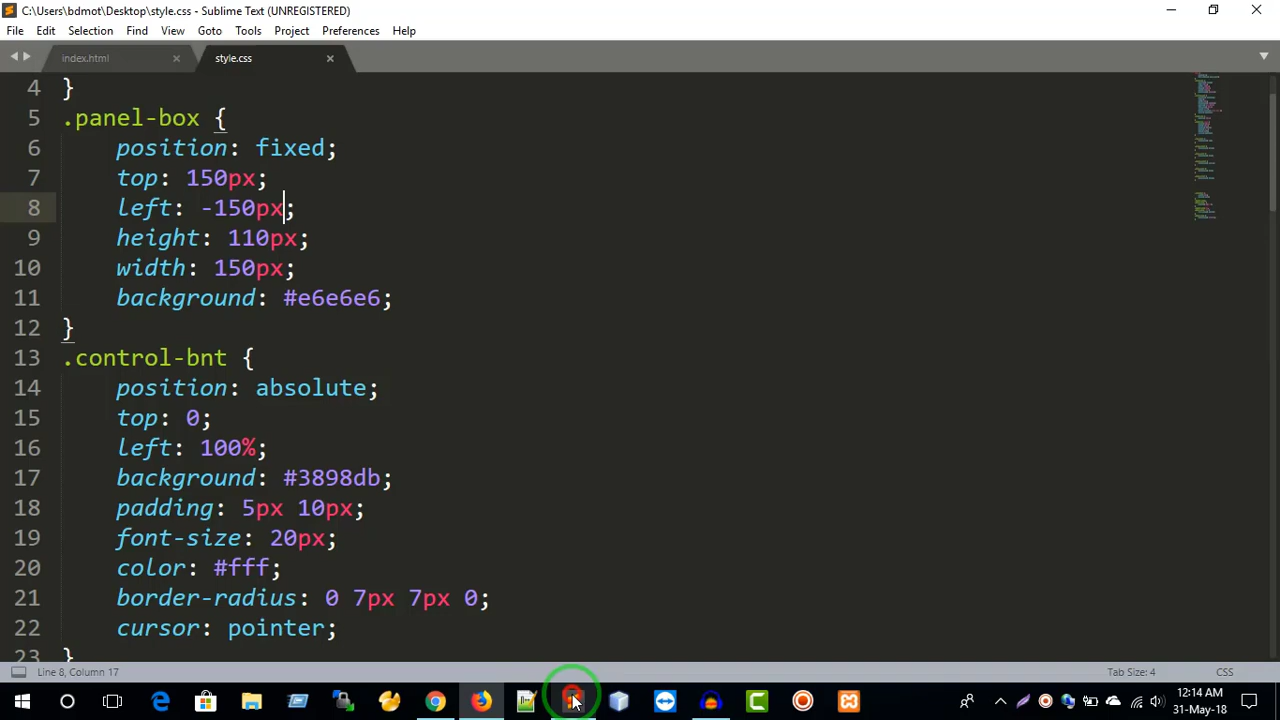 C:\Users\bdmot\Desktop\style.css - Sublime Text (UNREGISTERED)
File Edit Selection Find View Goto Tools Project Preferences Help
index.html style.css
4 }
5 .panel-box {
6 position: fixed;
7 top: 150px;
8 left: -150px;
9 height: 110px;
10 width: 150px;
11 background: #e6e6e6;
12 }
13 .control-bnt {
14 position: absolute;
15 top: 0;
16 left: 100%;
17 background: #3898db;
18 padding: 5px 10px;
19 font-size: 20px;
20 color: #fff;
21 border-radius: 0 7px 7px 0;
22 cursor: pointer;
23 }
Line 8, Column 17 Tab Size: 4 CSS
12:14 AM
31-May-18